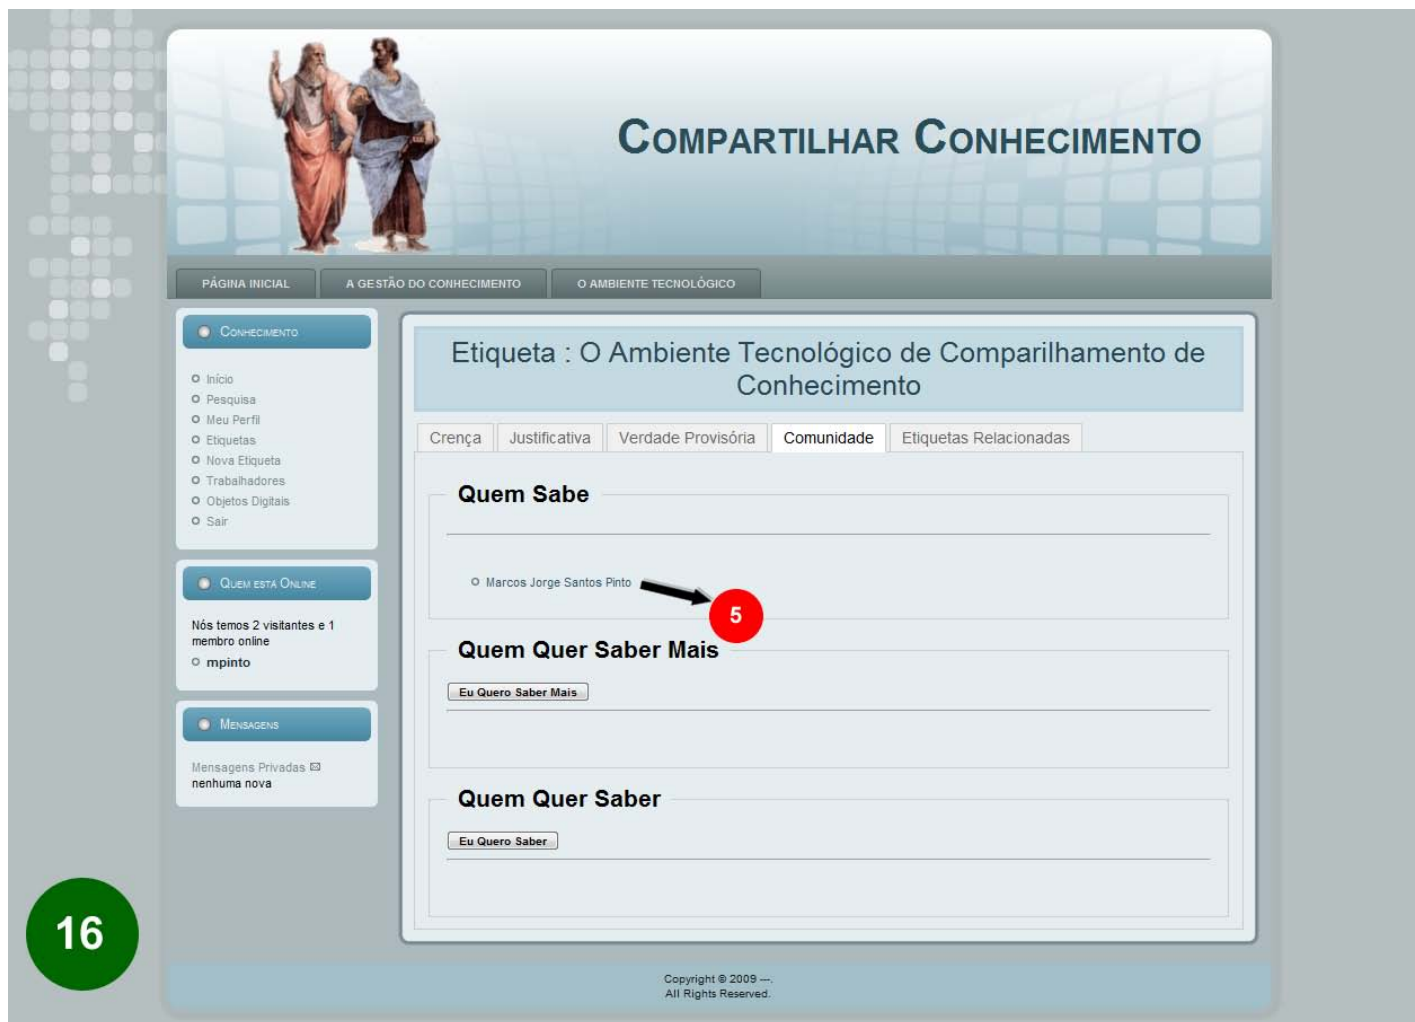 COMPARTILHAR CONHECIMENTO
PÁGINA INICIAL
A GESTÃO DO CONHECIMENTO
O AMBIENTE TECNOLÓGICO
CONHECIMENTO
Início
Pesquisa
Meu Perfil
Etiquetas
Nova Etiqueta
Trabalhadores
Objetos Digitais
Sair
QUEM ESTÁ ONLINE
Nós temos 2 visitantes e 1
membro online
mpinto
MENSAGENS
Mensagens Privadas
nenhuma nova
Etiqueta : O Ambiente Tecnológico de Comparilhamento de
Conhecimento
Crença
Justificativa
Verdade Provisória
Comunidade
Etiquetas Relacionadas
Quem Sabe
Marcos Jorge Santos Pinto
5
Quem Quer Saber Mais
Eu Quero Saber Mais
Quem Quer Saber
Eu Quero Saber
16
Copyright © 2009 ---.
All Rights Reserved.